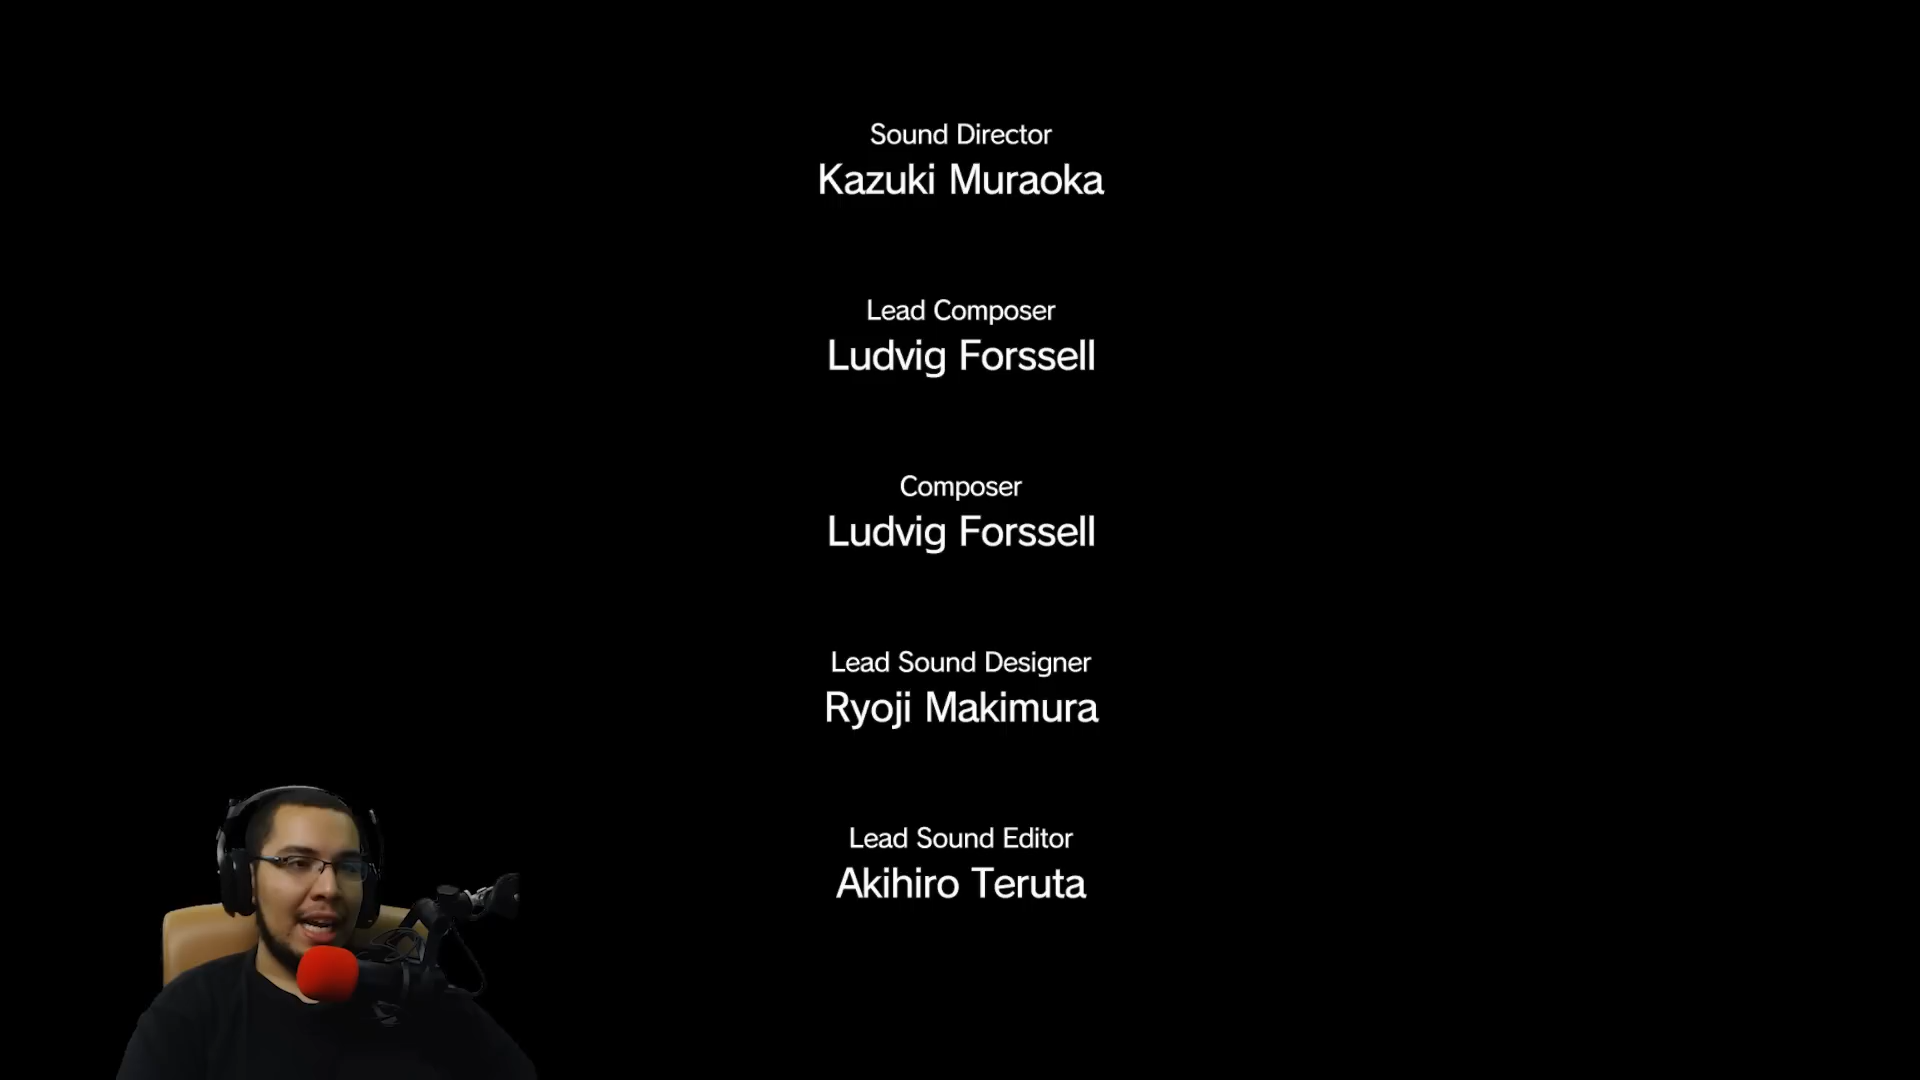 Sound Director
Kazuki Muraoka
Lead Composer
Ludvig Forssell
Composer
Ludvig Forssell
Lead Sound Designer
Ryoji Makimura
Lead Sound Editor
Akihiro Teruta